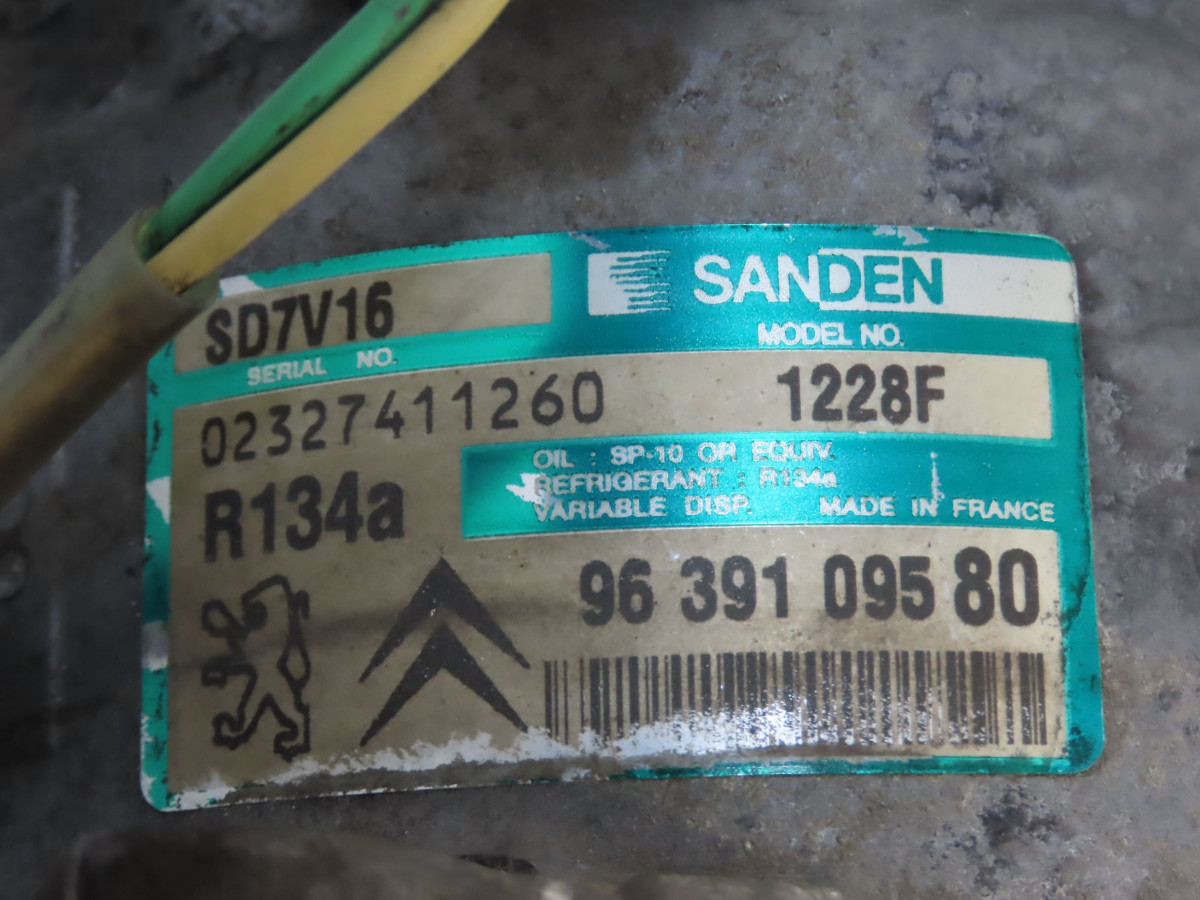 SANDEN
SD7V16
MODEL NO.
SERIAL NO.
02327411260 1228F
OIL : SP-10 OR EQUIV.
REFRIGERANT : R134a
VARIABLE DISP. MADE IN FRANCE
R134a
96 391 095 80